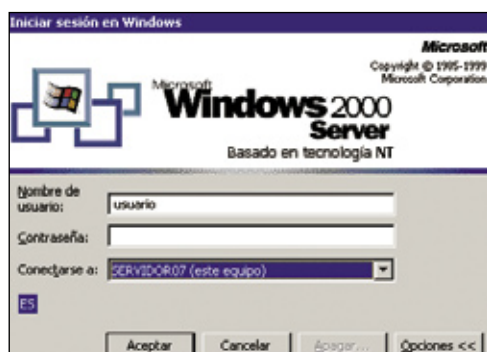 Iniciar sesión en Windows
Microsoft
Copyright © 1985-1999
Microsoft Corporation
Microsoft
Windows 2000
Server
Basado en tecnología NT
Nombre de
usuario:
usuario
Contraseña:
Conectarse a:
SERVIDOR07 (este equipo)
ES
Aceptar Cancelar Apagar... Opciones <<